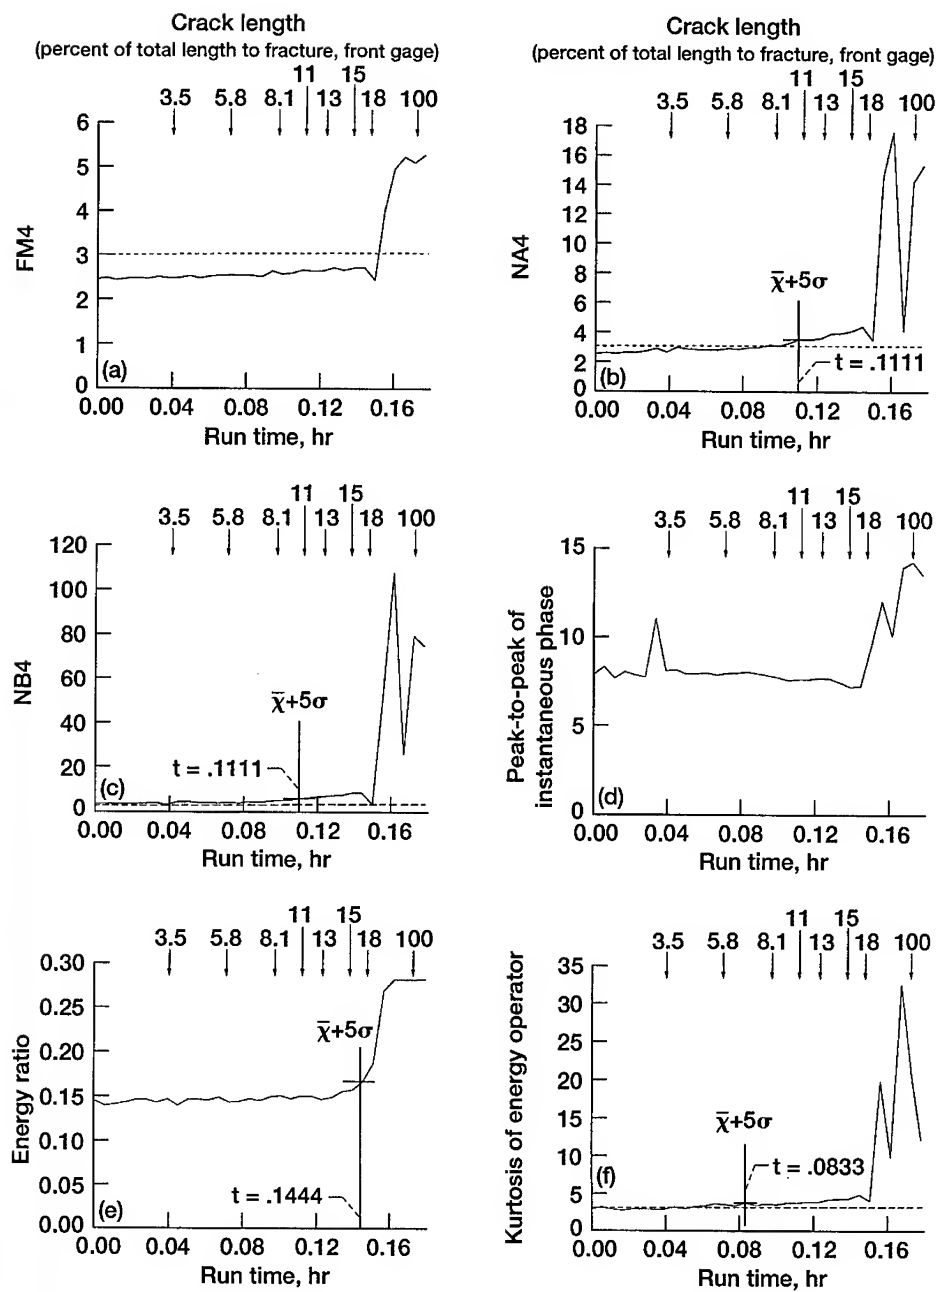 Crack length
(percent of total length to fracture, front gage)
11 15
3.5 5.8 8.1 13 18 100
6
5
4
3
2
1
0
FM4
(a)
0.00 0.04 0.08 0.12 0.16
Run time, hr
Crack length
(percent of total length to fracture, front gage)
11 15
3.5 5.8 8.1 13 18 100
18
16
14
12
10
8
6
4
2
0
NA4
χ̄+5σ
t = .1111
(b)
0.00 0.04 0.08 0.12 0.16
Run time, hr
11 15
3.5 5.8 8.1 13 18 100
120
100
80
60
40
20
0
NB4
χ̄+5σ
t = .1111
(c)
0.00 0.04 0.08 0.12 0.16
Run time, hr
11 15
3.5 5.8 8.1 13 18 100
15
10
5
0
Peak-to-peak of
instantaneous phase
(d)
0.00 0.04 0.08 0.12 0.16
Run time, hr
11 15
3.5 5.8 8.1 13 18 100
0.30
0.25
0.20
0.15
0.10
0.05
0.00
Energy ratio
χ̄+5σ
t = .1444
(e)
0.00 0.04 0.08 0.12 0.16
Run time, hr
11 15
3.5 5.8 8.1 13 18 100
35
30
25
20
15
10
5
0
Kurtosis of energy operator
χ̄+5σ
t = .0833
(f)
0.00 0.04 0.08 0.12 0.16
Run time, hr